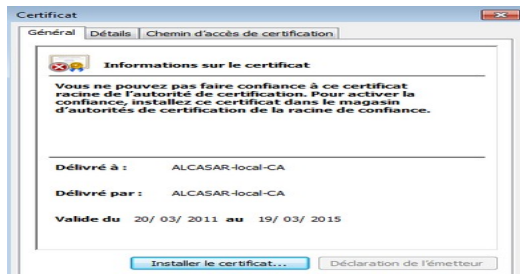 Certificat
Général Détails Chemin d'accès de certification
Informations sur le certificat
Vous ne pouvez pas faire confiance à ce certificat
racine de l'autorité de certification. Pour activer la
confiance, installez ce certificat dans le magasin
d'autorités de certification de la racine de confiance.
Délivré à : ALCASAR-local-CA
Délivré par : ALCASAR-local-CA
Valide du 20/ 03/ 2011 au 19/ 03/ 2015
Installer le certificat... Déclaration de l'émetteur